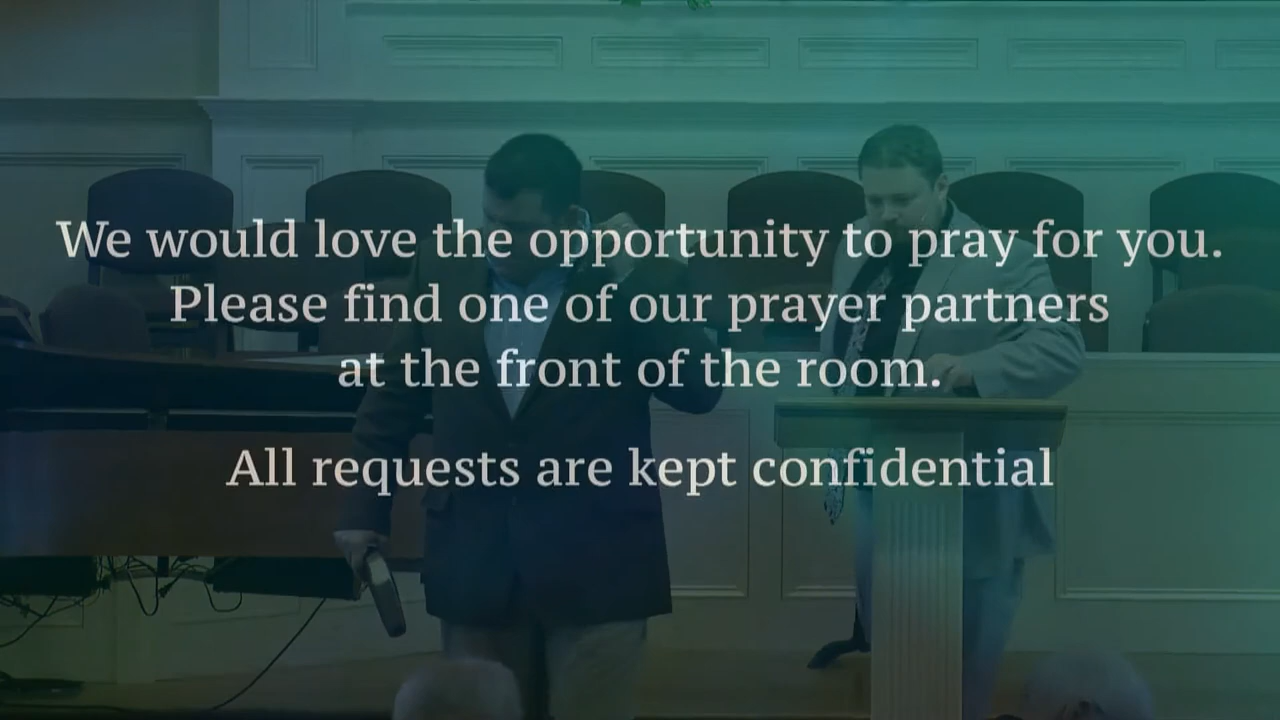 We would love the opportunity to pray for you.
Please find one of our prayer partners
at the front of the room.
All requests are kept confidential